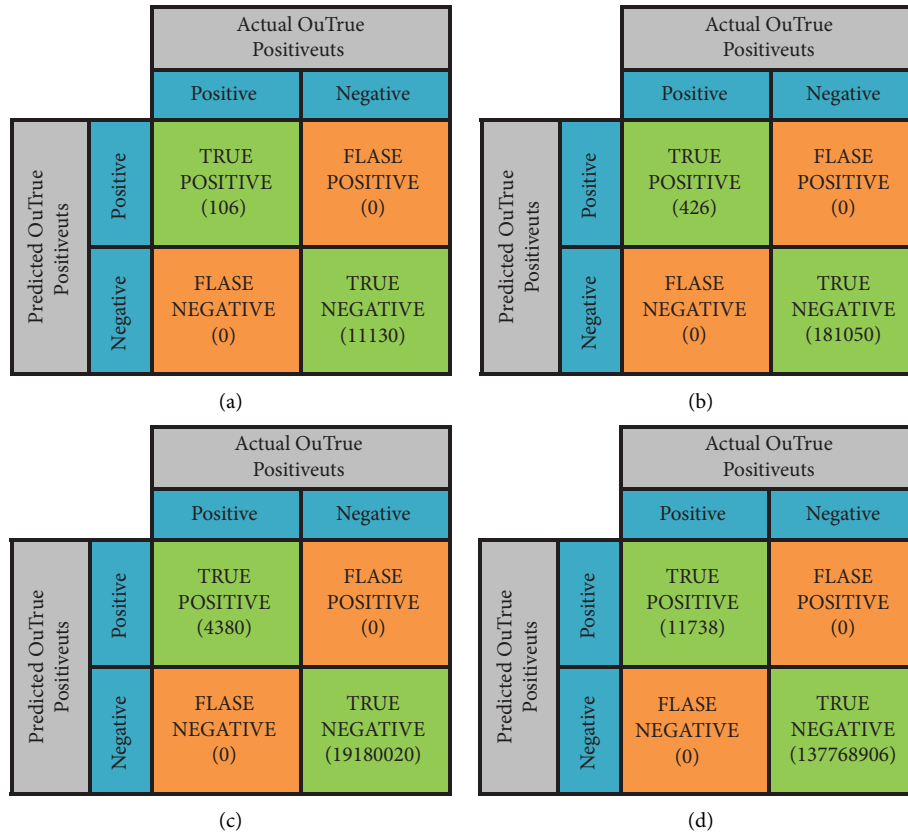 Actual OuTrue
Positiveuts
Positive
Negative
Predicted OuTrue
Positiveuts
Positive
TRUE
POSITIVE
(106)
FLASE
POSITIVE
(0)
Negative
FLASE
NEGATIVE
(0)
TRUE
NEGATIVE
(11130)
(a)
Actual OuTrue
Positiveuts
Positive
Negative
Predicted OuTrue
Positiveuts
Positive
TRUE
POSITIVE
(426)
FLASE
POSITIVE
(0)
Negative
FLASE
NEGATIVE
(0)
TRUE
NEGATIVE
(181050)
(b)
Actual OuTrue
Positiveuts
Positive
Negative
Predicted OuTrue
Positiveuts
Positive
TRUE
POSITIVE
(4380)
FLASE
POSITIVE
(0)
Negative
FLASE
NEGATIVE
(0)
TRUE
NEGATIVE
(19180020)
(c)
Actual OuTrue
Positiveuts
Positive
Negative
Predicted OuTrue
Positiveuts
Positive
TRUE
POSITIVE
(11738)
FLASE
POSITIVE
(0)
Negative
FLASE
NEGATIVE
(0)
TRUE
NEGATIVE
(137768906)
(d)